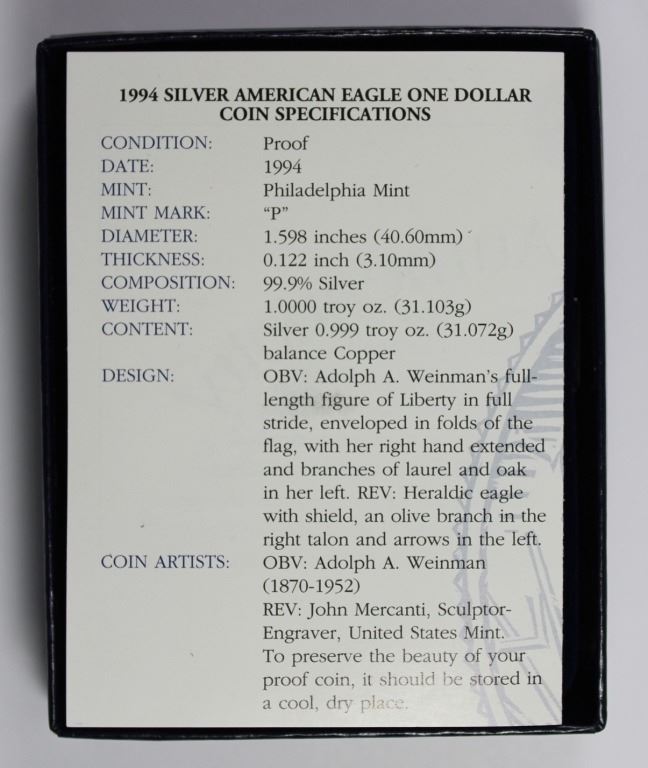 1994 SILVER AMERICAN EAGLE ONE DOLLAR
COIN SPECIFICATIONS
CONDITION: Proof
DATE: 1994
MINT: Philadelphia Mint
MINT MARK: “P”
DIAMETER: 1.598 inches (40.60mm)
THICKNESS: 0.122 inch (3.10mm)
COMPOSITION: 99.9% Silver
WEIGHT: 1.0000 troy oz. (31.103g)
CONTENT: Silver 0.999 troy oz. (31.072g)
balance Copper
DESIGN: OBV: Adolph A. Weinman’s full-
length figure of Liberty in full
stride, enveloped in folds of the
flag, with her right hand extended
and branches of laurel and oak
in her left. REV: Heraldic eagle
with shield, an olive branch in the
right talon and arrows in the left.
COIN ARTISTS: OBV: Adolph A. Weinman
(1870-1952)
REV: John Mercanti, Sculptor-
Engraver, United States Mint.
To preserve the beauty of your
proof coin, it should be stored in
a cool, dry place.